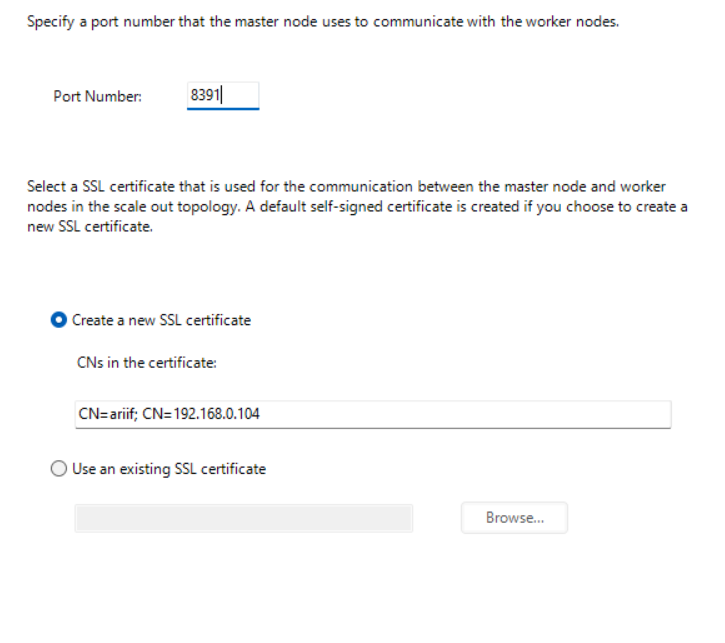 Specify a port number that the master node uses to communicate with the worker nodes.
Port Number: 8391
Select a SSL certificate that is used for the communication between the master node and worker
nodes in the scale out topology. A default self-signed certificate is created if you choose to create a
new SSL certificate.
Create a new SSL certificate
CNs in the certificate:
CN=ariif; CN=192.168.0.104
Use an existing SSL certificate
Browse...